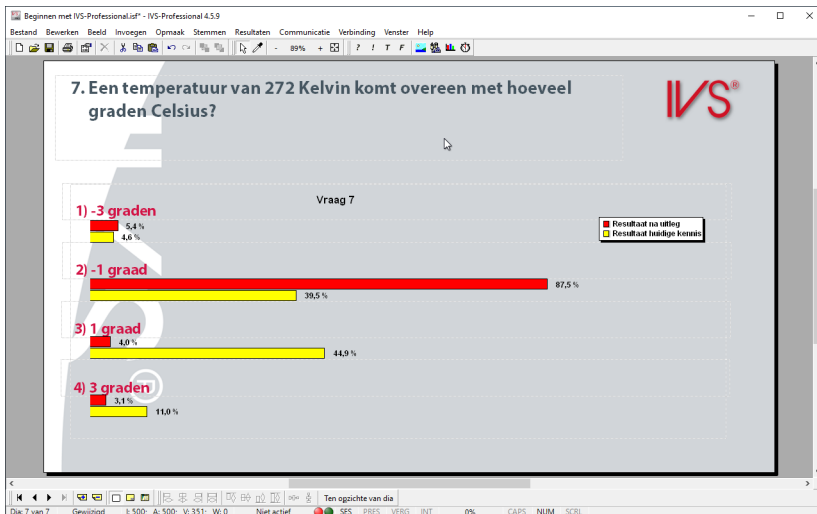 Beginnen met IVS-Professional.isf* - IVS-Professional 4.5.9
Bestand Bewerken Beeld Invoegen Opmaak Stemmen Resultaten Communicatie Verbinding Venster Help
- 89% + ? ! T F
7. Een temperatuur van 272 Kelvin komt overeen met hoeveel
graden Celsius?
IVS®
Vraag 7
1) -3 graden
5,4 %
4,6 %
Resultaat na uitleg
Resultaat huidige kennis
2) -1 graad
87,5 %
39,5 %
3) 1 graad
4,0 %
44,9 %
4) 3 graden
3,1 %
11,0 %
Ten opzichte van dia
Dia: 7 van 7 Gewijzigd I: 500; A: 500; V: 351; W: 0 Niet actief SES PRES VERG INT 0% CAPS NUM SCRL